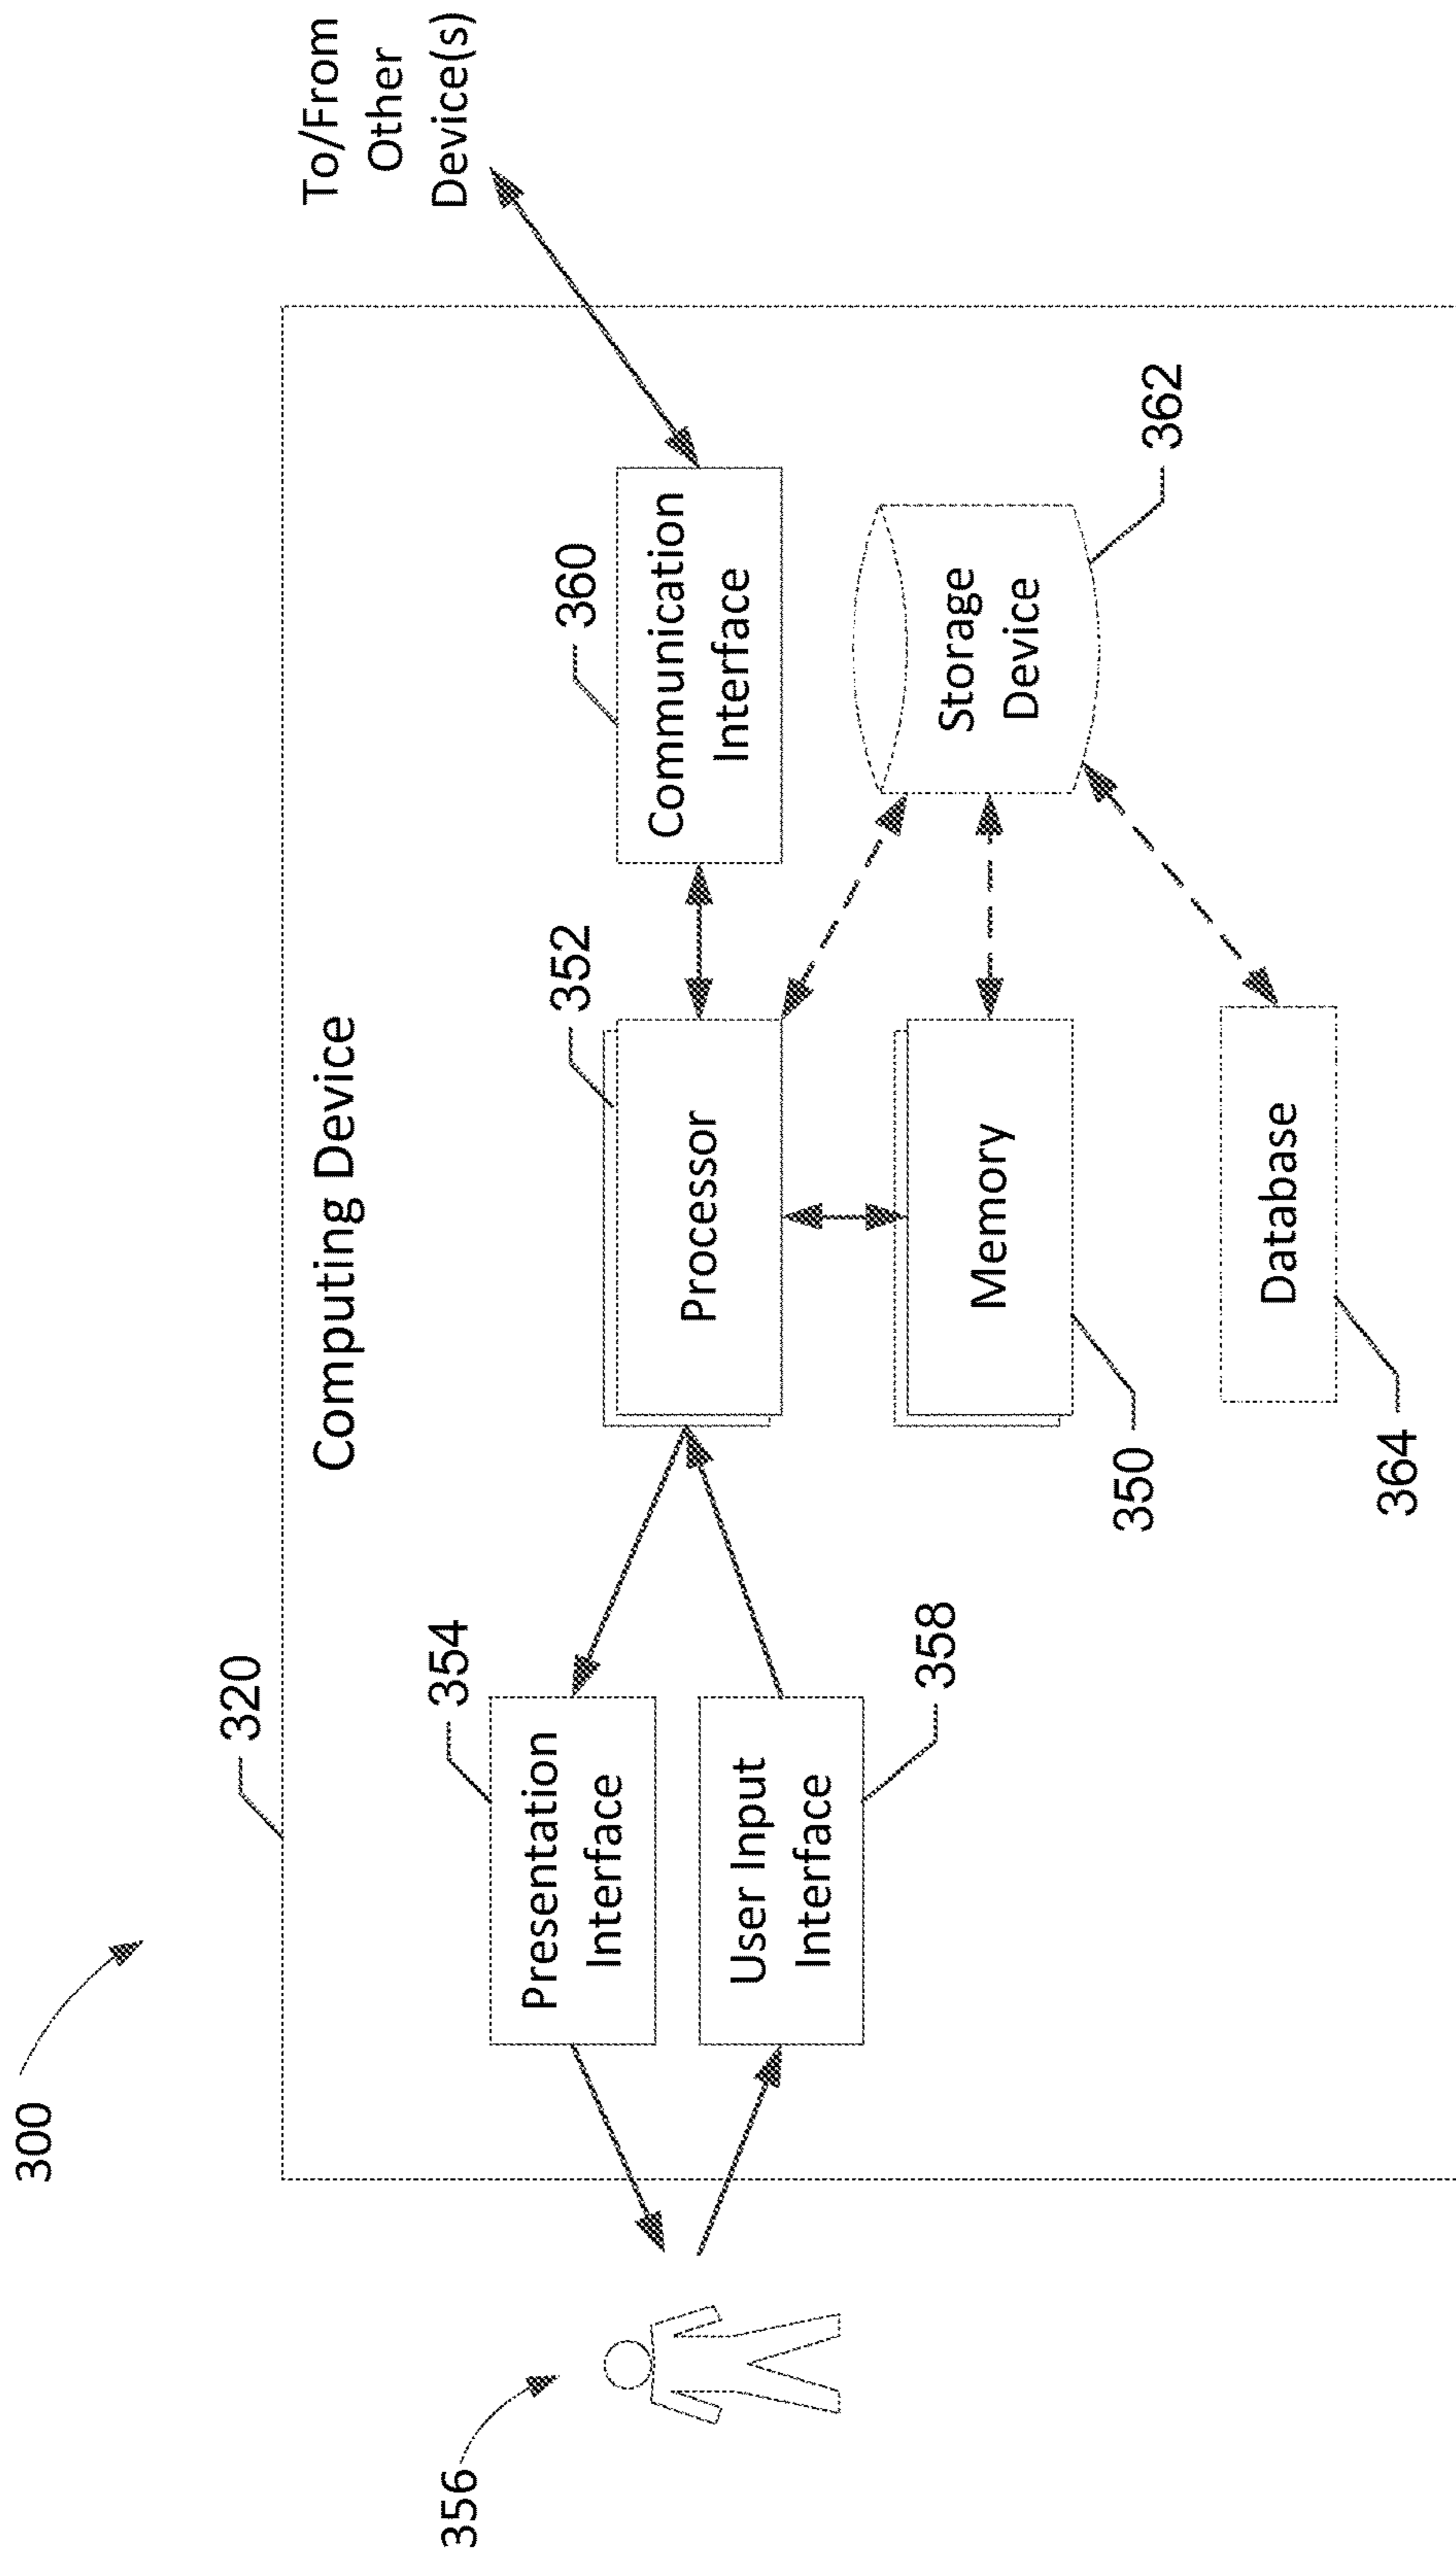 300
320
Computing Device
To/From
Other
Device(s)
356
354
Presentation
Interface
User Input
Interface
358
352
Processor
360
Communication
Interface
Memory
350
Storage
Device
362
Database
364